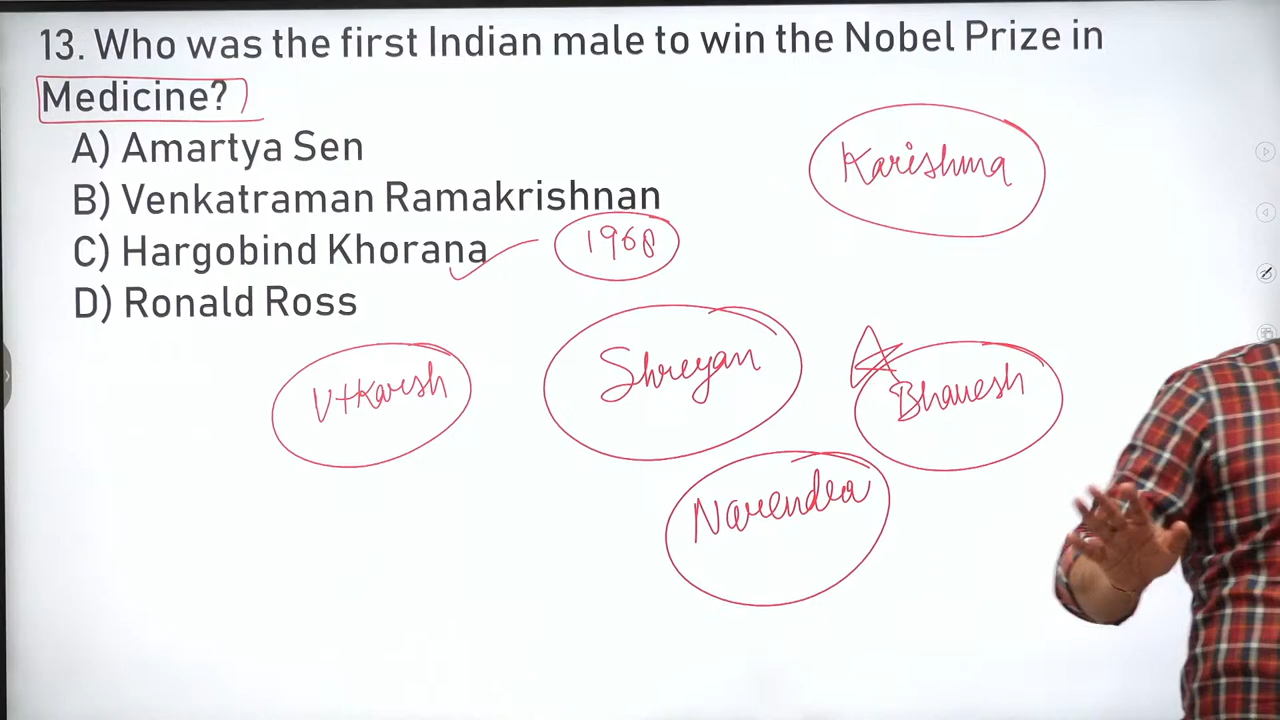 13. Who was the first Indian male to win the Nobel Prize in
Medicine?
A) Amartya Sen
B) Venkatraman Ramakrishnan
C) Hargobind Khorana
D) Ronald Ross
1968
Karishma
Utkarsh
Shreyan
Bhavesh
Narendra